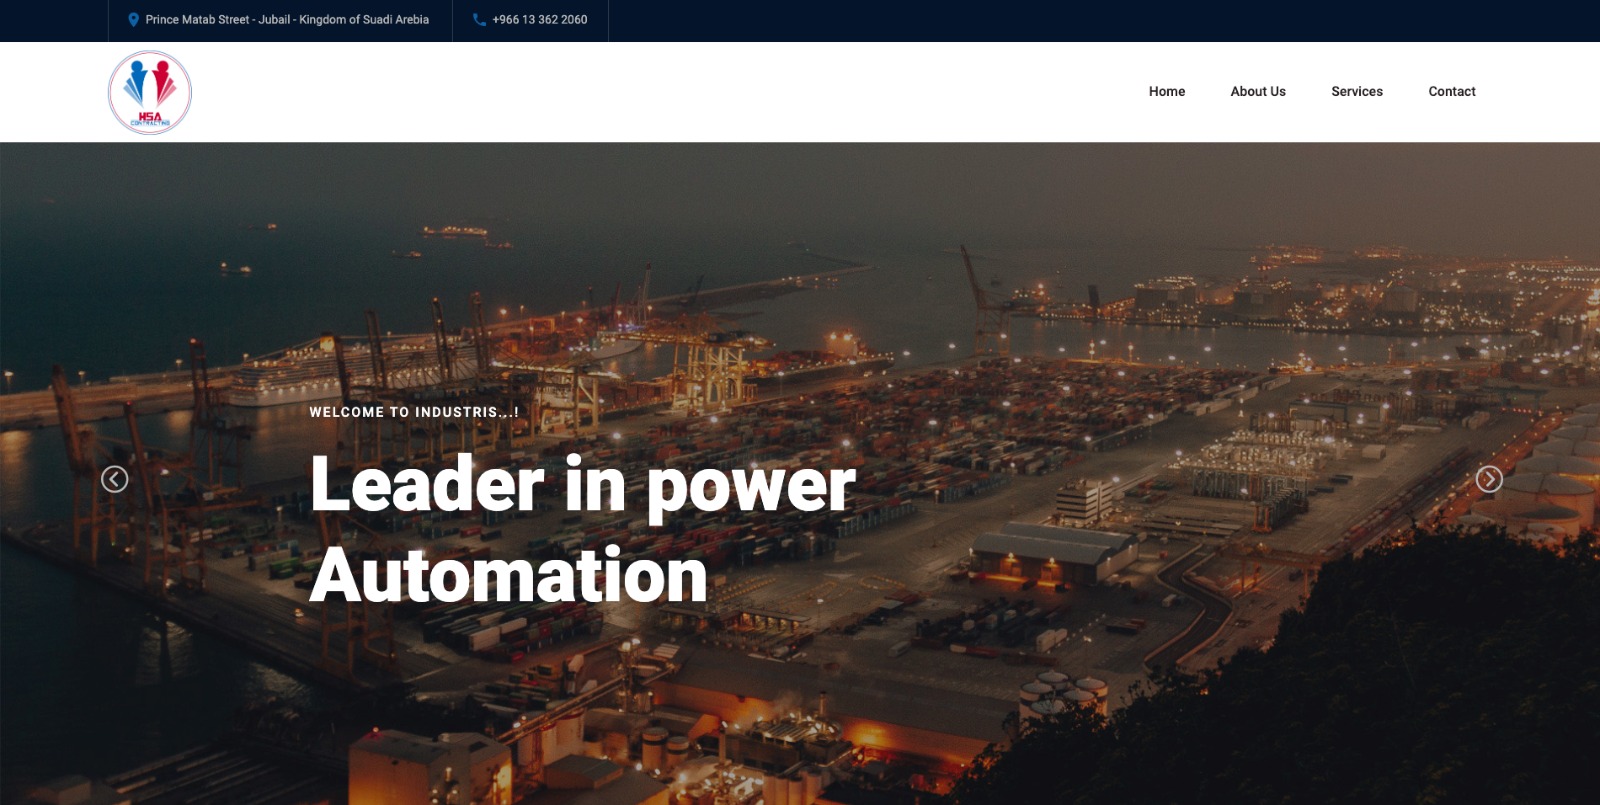 Prince Matab Street - Jubail - Kingdom of Suadi Arebia
+966 13 362 2060
HSA
CONTRACTING
Home
About Us
Services
Contact
WELCOME TO INDUSTRIS...!
Leader in power
Automation